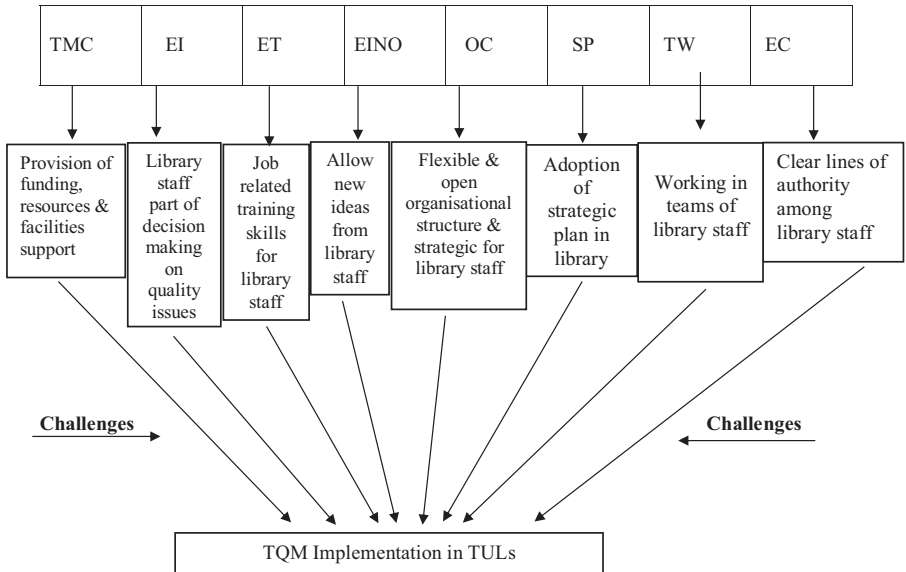 TMC
EI
ET
EINO
OC
SP
TW
EC
Provision of
funding,
resources &
facilities
support
Library
staff
part of
decision
making
on
quality
issues
Job
related
training
skills
for
library
staff
Allow
new
ideas
from
library
staff
Flexible &
open
organisational
structure &
strategic for
library staff
Adoption
of
strategic
plan in
library
Working in
teams of
library staff
Clear lines of
authority
among
library staff
Challenges
Challenges
TQM Implementation in TULs